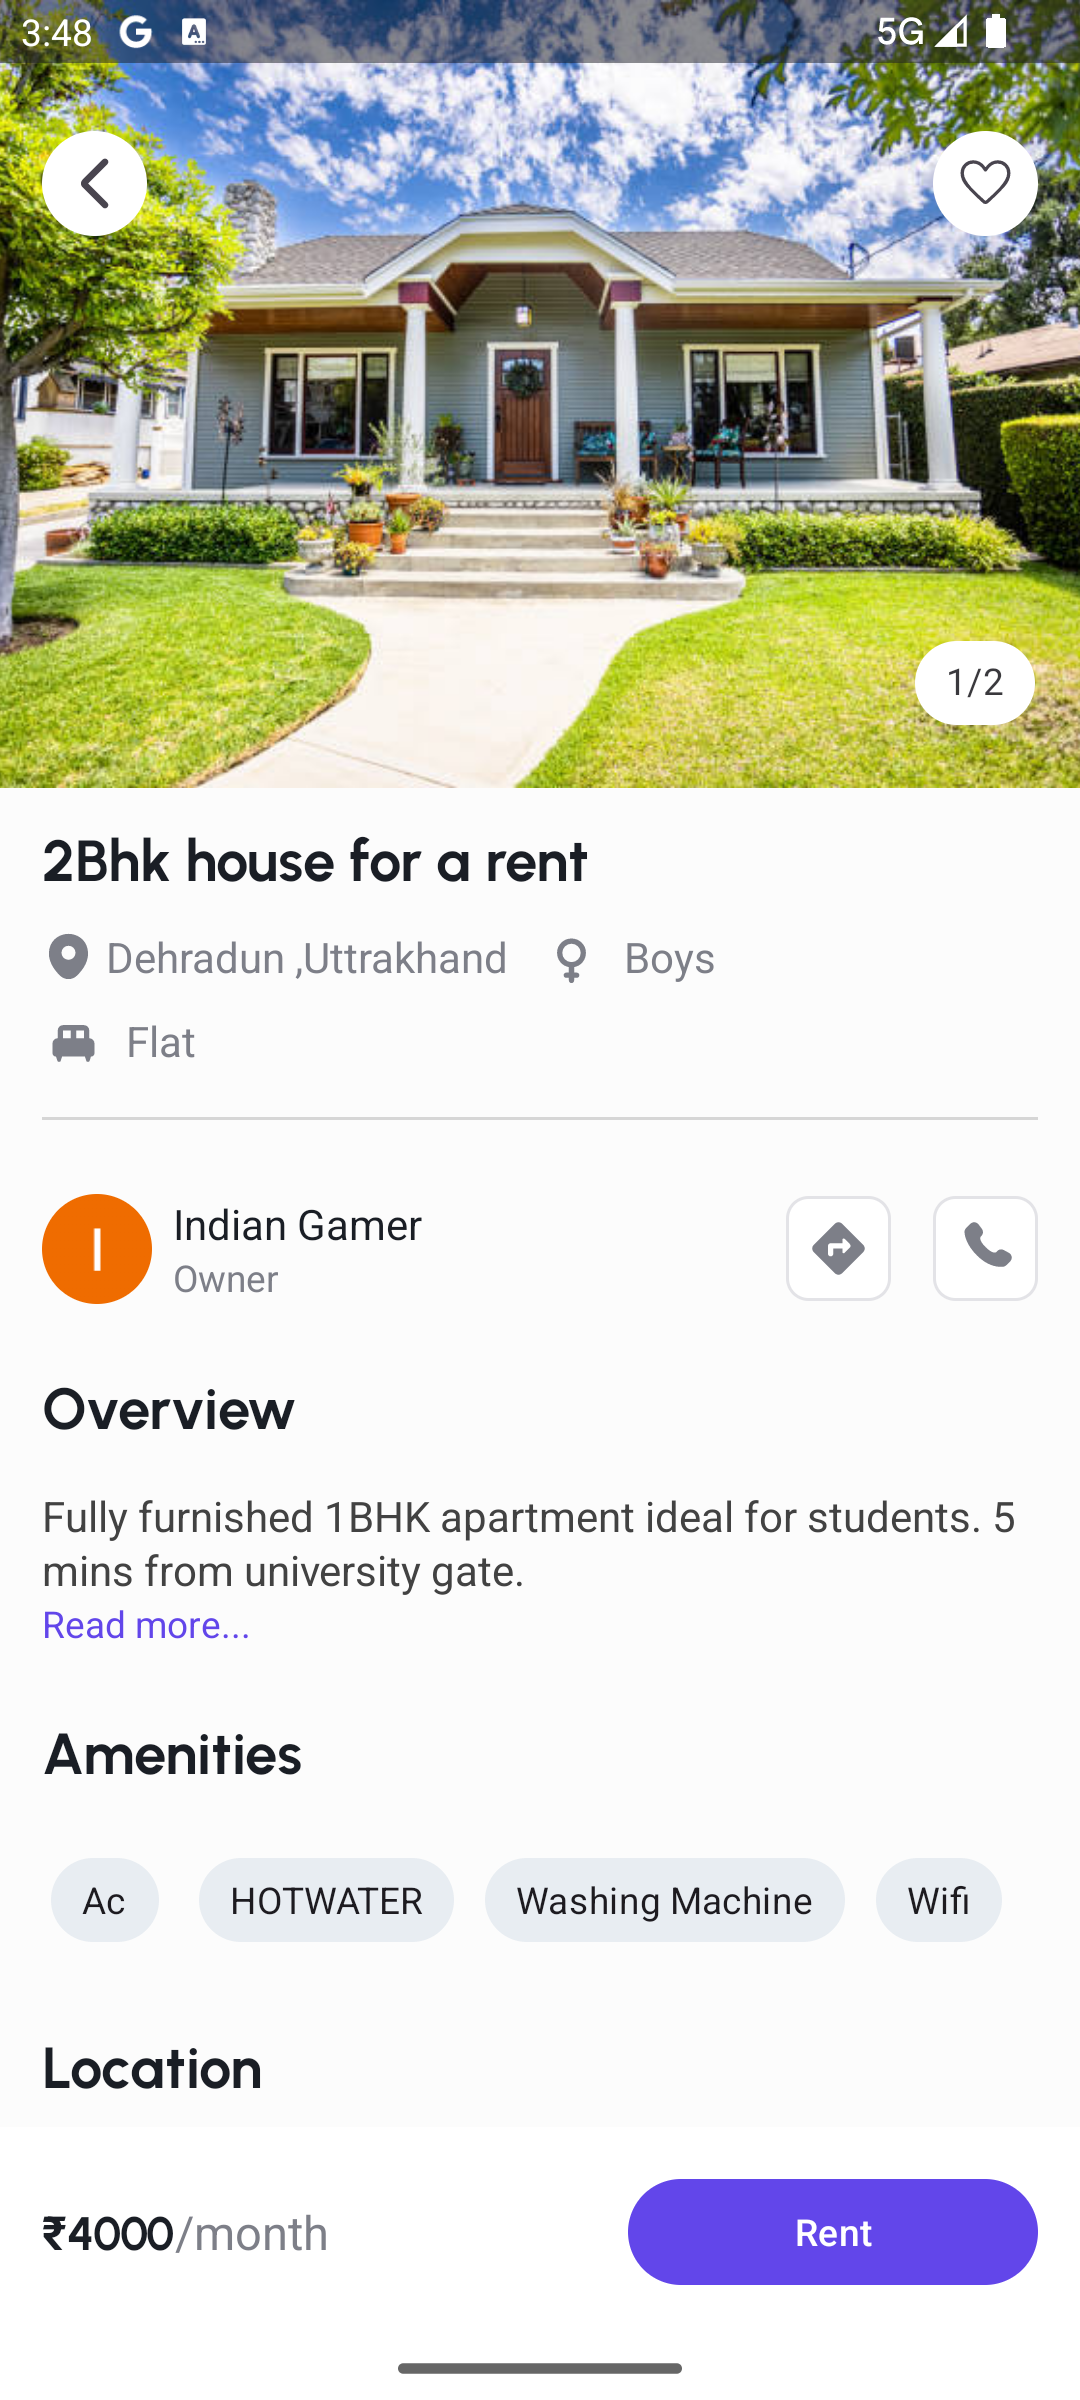 3:48 G A 5G
1/2
2Bhk house for a rent
Dehradun ,Uttrakhand Boys
Flat
I
Indian Gamer
Owner
Overview
Fully furnished 1BHK apartment ideal for students. 5
mins from university gate.
Read more...
Amenities
Ac HOTWATER Washing Machine Wifi
Location
₹4000/month Rent